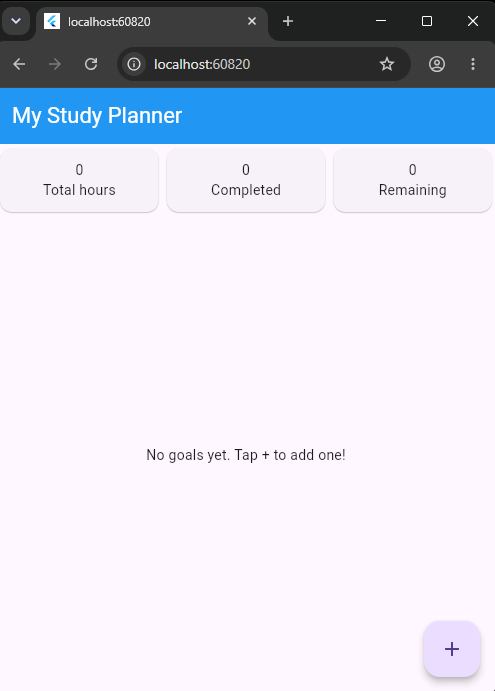 localhost:60820
localhost:60820
My Study Planner
0
Total hours
0
Completed
0
Remaining
No goals yet. Tap + to add one!